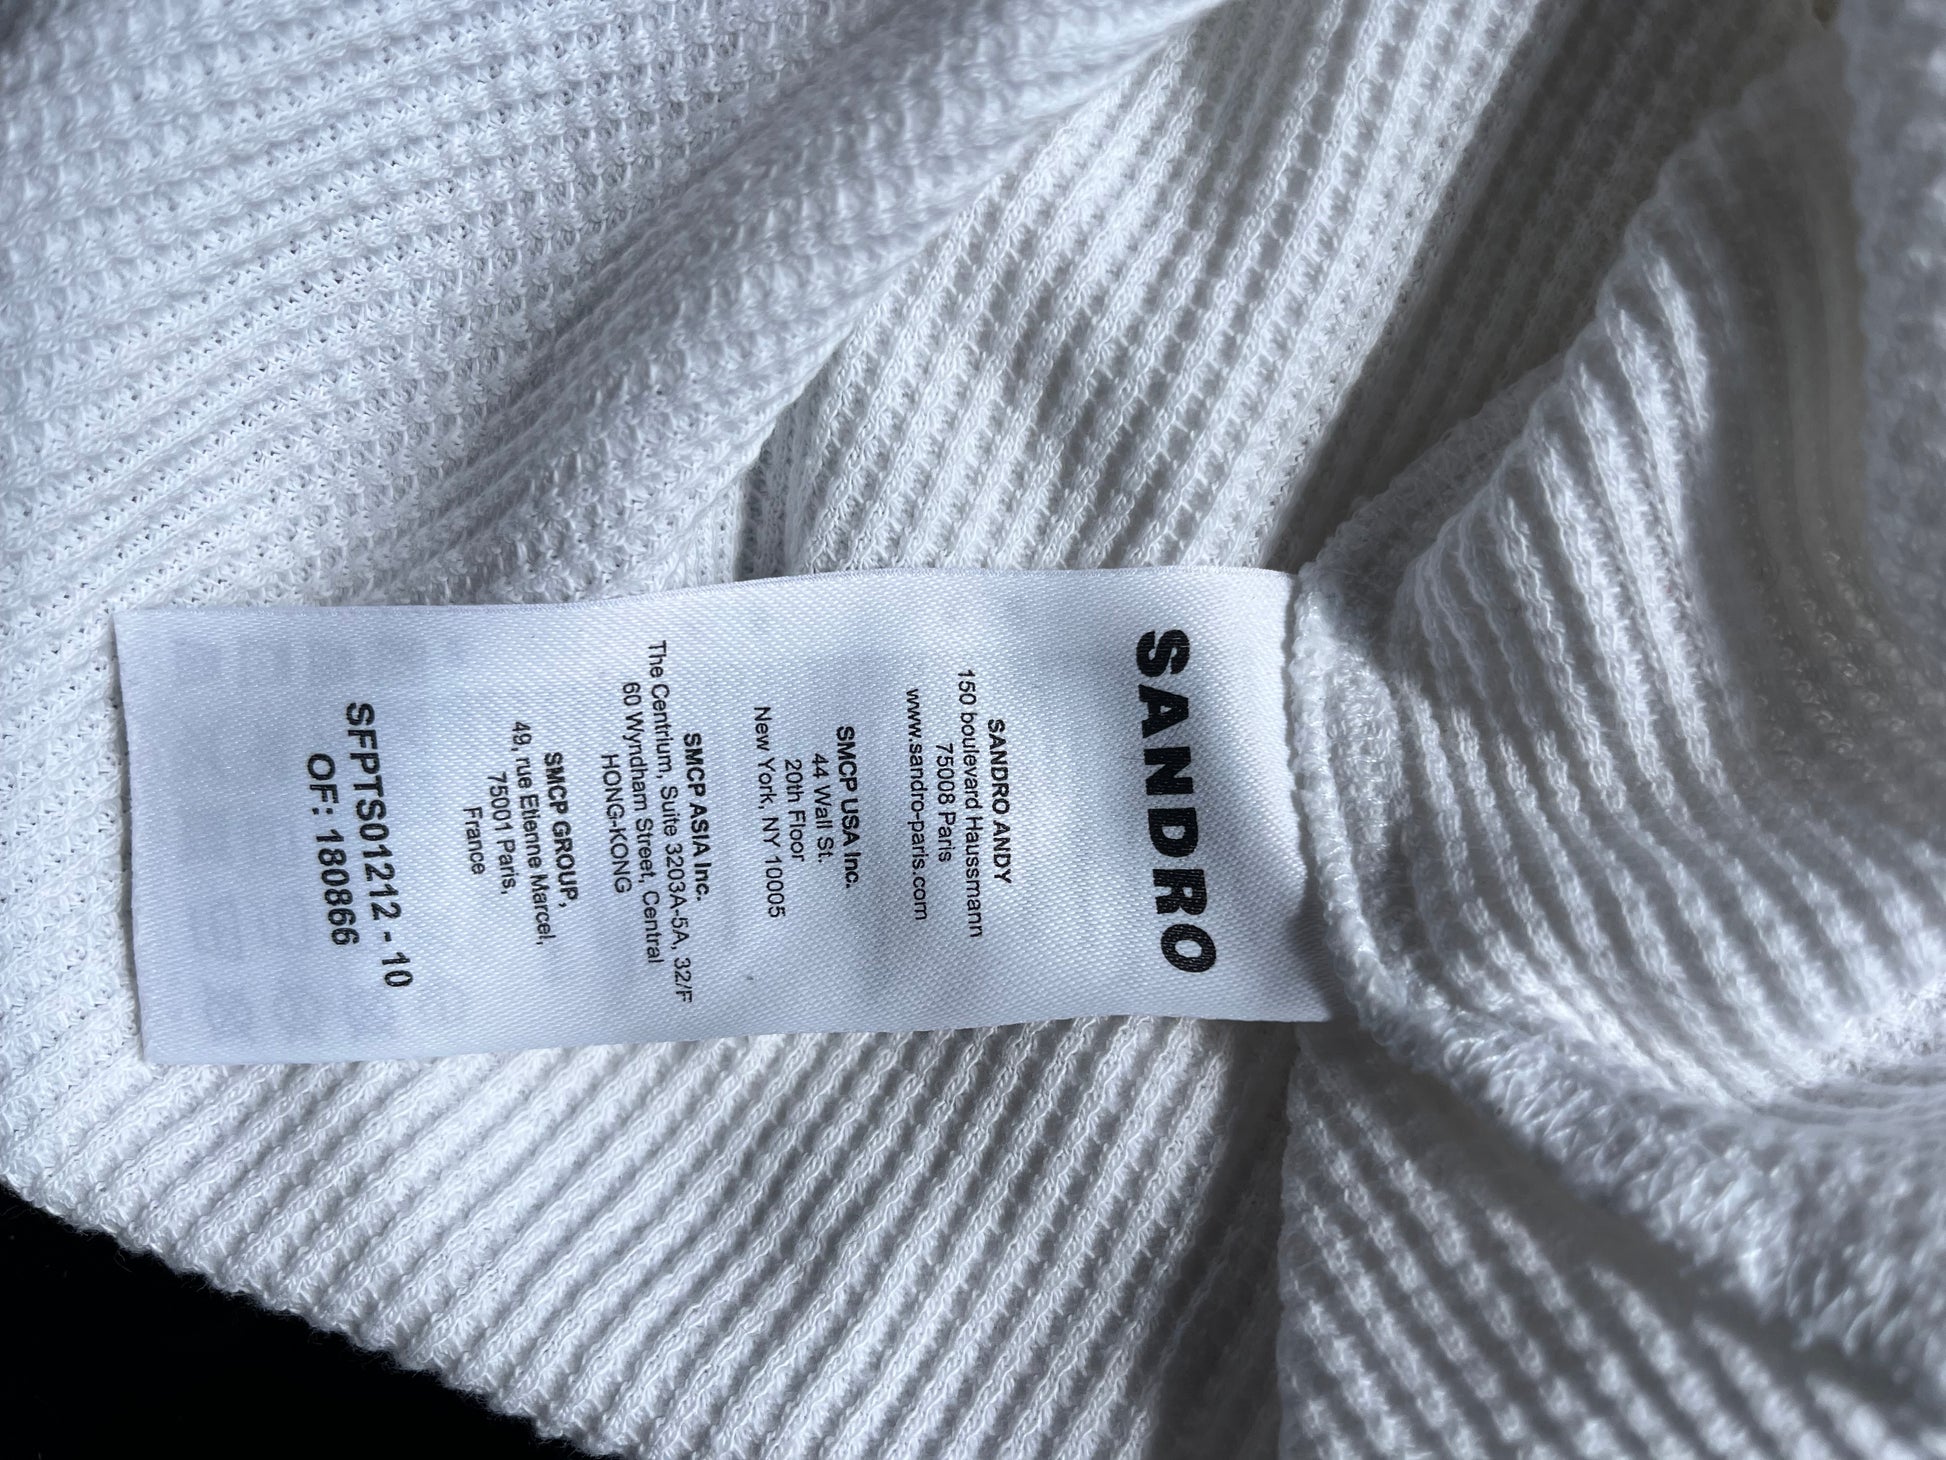 SANDRO
SANDRO ANDY
150 boulevard Haussmann
75008 Paris
www.sandro-paris.com
SMCP USA Inc.
44 Wall St.
20th Floor
New York, NY 10005
SMCP ASIA Inc.
The Centrium, Suite 3203A-5A, 32/F
60 Wyndham Street, Central
HONG-KONG
SMCP GROUP,
49, rue Etienne Marcel,
75001 Paris,
France
SFPTS01212 - 10
OF: 180866